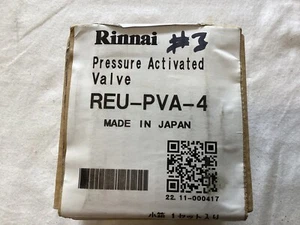 Rinnai #3
Pressure Activated
Valve
REU-PVA-4
MADE IN JAPAN
22.11-000417